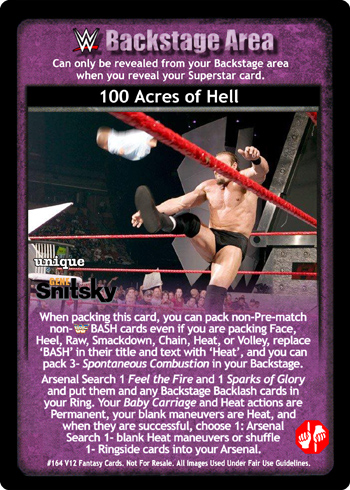 W Backstage Area
Can only be revealed from your Backstage area
when you reveal your Superstar card.
100 Acres of Hell
unique
GENE
snitsky
When packing this card, you can pack non-Pre-match
non- BASH cards even if you are packing Face,
Heel, Raw, Smackdown, Chain, Heat, or Volley, replace
'BASH' in their title and text with 'Heat', and you can
pack 3- Spontaneous Combustion in your Backstage.
Arsenal Search 1 Feel the Fire and 1 Sparks of Glory
and put them and any Backstage Backlash cards in
your Ring. Your Baby Carriage and Heat actions are
Permanent, your blank maneuvers are Heat, and
when they are successful, choose 1: Arsenal
Search 1- blank Heat maneuvers or shuffle
1- Ringside cards into your Arsenal.
#164 V12 Fantasy Cards. Not For Resale. All Images Used Under Fair Use Guidelines.